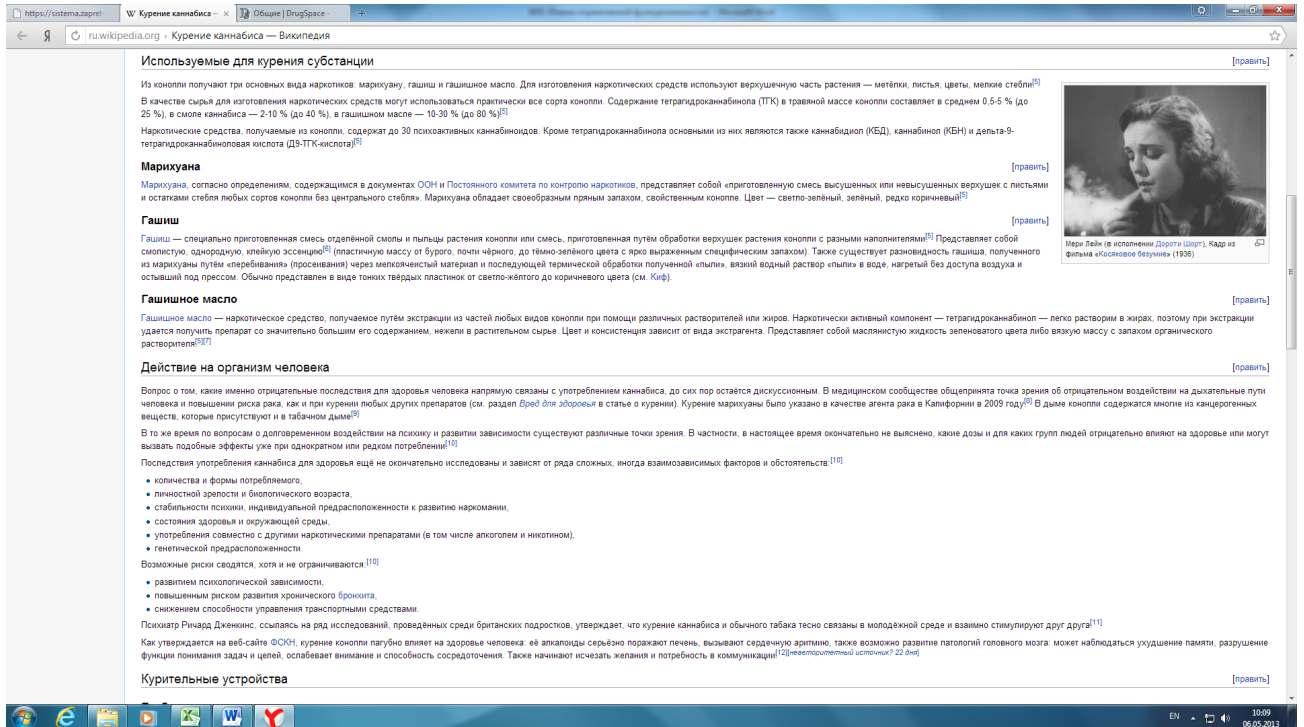 https://sistema.zapret-
Курение каннабиса —
Общие | DrugSpace -
ru.wikipedia.org › Курение каннабиса — Википедия
Используемые для курения субстанции [править]
Из конопли получают три основных вида наркотиков: марихуану, гашиш и гашишное масло. Для изготовления наркотических средств используют верхушечную часть растения — метёлки, листья, цветы, мелкие стебли[5]
В качестве сырья для изготовления наркотических средств могут использоваться практически все сорта конопли. Содержание тетрагидроканнабинола (ТГК) в травяной массе конопли составляет в среднем 0,5-5 % (до
25 %), в смоле каннабиса — 2-10 % (до 40 %), в гашишном масле — 10-30 % (до 80 %)[5]
Наркотические средства, получаемые из конопли, содержат до 30 психоактивных каннабиноидов. Кроме тетрагидроканнабинола основными из них являются также каннабидиол (КБД), каннабинол (КБН) и дельта-9-
тетрагидроканнабиноловая кислота (Д9-ТГК-кислота)[5]
Мери Лейн (в исполнении Дороти Шорт), Кадр из
фильма «Косяковое безумие» (1936)
Марихуана [править]
Марихуана, согласно определениям, содержащимся в документах ООН и Постоянного комитета по контролю наркотиков, представляет собой «приготовленную смесь высушенных или невысушенных верхушек с листьями
и остатками стебля любых сортов конопли без центрального стебля». Марихуана обладает своеобразным пряным запахом, свойственным конопле. Цвет — светло-зелёный, зелёный, редко коричневый[5]
Гашиш [править]
Гашиш — специально приготовленная смесь отделённой смолы и пыльцы растения конопли или смесь, приготовленная путём обработки верхушек растения конопли с разными наполнителями[5] Представляет собой
смолистую, однородную, клейкую эссенцию[6] (пластичную массу от бурого, почти чёрного, до тёмно-зелёного цвета с ярко выраженным специфическим запахом). Также существует разновидность гашиша, полученного
из марихуаны путём «перебивания» (просеивания) через мелкоячеистый материал и последующей термической обработки полученной «пыли», вязкий водный раствор «пыли» в воде, нагретый без доступа воздуха и
остывший под прессом. Обычно представлен в виде тонких твёрдых пластинок от светло-жёлтого до коричневого цвета (см. Киф).
Гашишное масло [править]
Гашишное масло — наркотическое средство, получаемое путём экстракции из частей любых видов конопли при помощи различных растворителей или жиров. Наркотически активный компонент — тетрагидроканнабинол — легко растворим в жирах, поэтому при экстракции
удается получить препарат со значительно большим его содержанием, нежели в растительном сырье. Цвет и консистенция зависит от вида экстрагента. Представляет собой маслянистую жидкость зеленоватого цвета либо вязкую массу с запахом органического
растворителя[5][7]
Действие на организм человека [править]
Вопрос о том, какие именно отрицательные последствия для здоровья человека напрямую связаны с употреблением каннабиса, до сих пор остаётся дискуссионным. В медицинском сообществе общепринята точка зрения об отрицательном воздействии на дыхательные пути
человека и повышении риска рака, как и при курении любых других препаратов (см. раздел Вред для здоровья в статье о курении). Курение марихуаны было указано в качестве агента рака в Калифорнии в 2009 году[8] В дыме конопли содержатся многие из канцерогенных
веществ, которые присутствуют и в табачном дыме[9]
В то же время по вопросам о долговременном воздействии на психику и развитии зависимости существуют различные точки зрения. В частности, в настоящее время окончательно не выяснено, какие дозы и для каких групп людей отрицательно влияют на здоровье или могут
вызвать подобные эффекты уже при однократном или редком потреблении[10]
Последствия употребления каннабиса для здоровья ещё не окончательно исследованы и зависят от ряда сложных, иногда взаимозависимых факторов и обстоятельств:[10]
• количества и формы потребляемого,
• личностной зрелости и биологического возраста,
• стабильности психики, индивидуальной предрасположенности к развитию наркомании,
• состояния здоровья и окружающей среды,
• употребления совместно с другими наркотическими препаратами (в том числе алкоголем и никотином),
• генетической предрасположенности.
Возможные риски сводятся, хотя и не ограничиваются:[10]
• развитием психологической зависимости,
• повышенным риском развития хронического бронхита,
• снижением способности управления транспортными средствами.
Психиатр Ричард Дженкинс, ссылаясь на ряд исследований, проведённых среди британских подростков, утверждает, что курение каннабиса и обычного табака тесно связаны в молодёжной среде и взаимно стимулируют друг друга[11]
Как утверждается на веб-сайте ФСКН, курение конопли пагубно влияет на здоровье человека: её алкалоиды серьёзно поражают печень, вызывают сердечную аритмию, также возможно развитие патологий головного мозга: может наблюдаться ухудшение памяти, разрушение
функции понимания задач и целей, ослабевает внимание и способность сосредоточения. Также начинают исчезать желания и потребность в коммуникации[12][неавторитетный источник? 22 дня]
Курительные устройства [править]
EN
10:09
06.05.2013